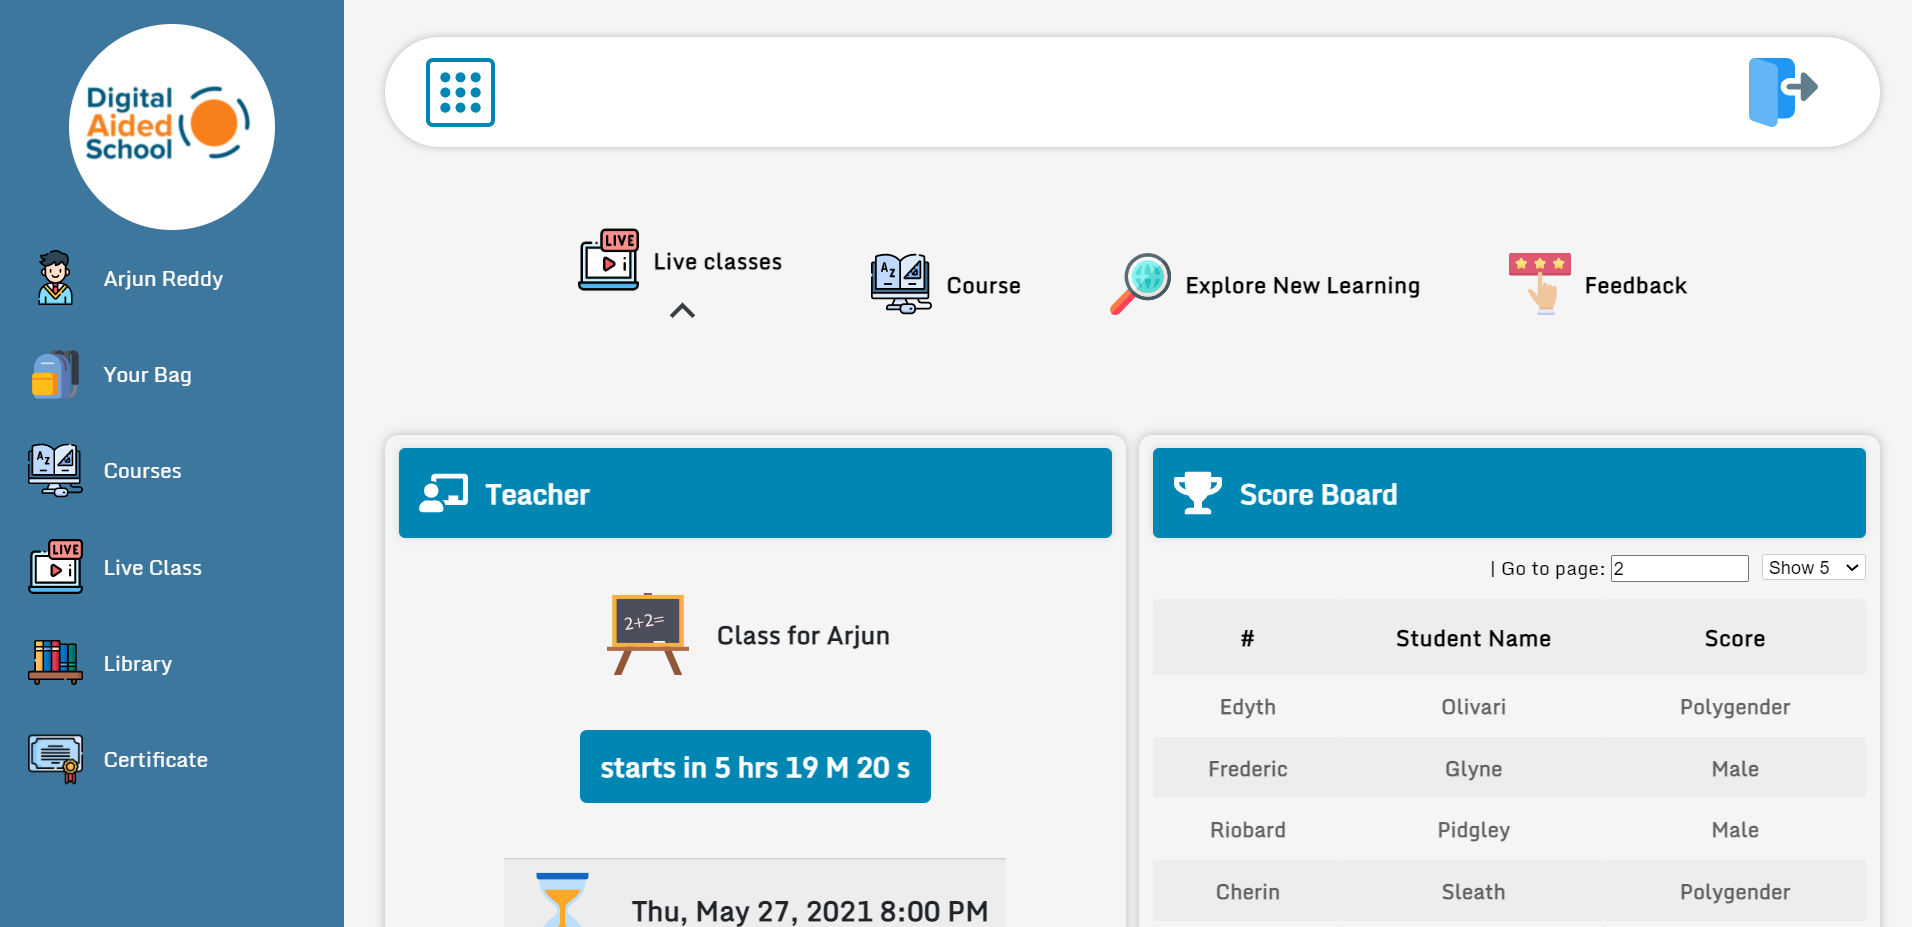 Digital
Aided
School
Arjun Reddy
Your Bag
Courses
LIVE
Live Class
Library
Certificate
LIVE
Live classes
A Z
Course
Explore New Learning
Feedback
Teacher
2+2=
Class for Arjun
starts in 5 hrs 19 M 20 s
Thu, May 27, 2021 8:00 PM
Score Board
| Go to page: 2 Show 5
# Student Name Score
Edyth Olivari Polygender
Frederic Glyne Male
Riobard Pidgley Male
Cherin Sleath Polygender